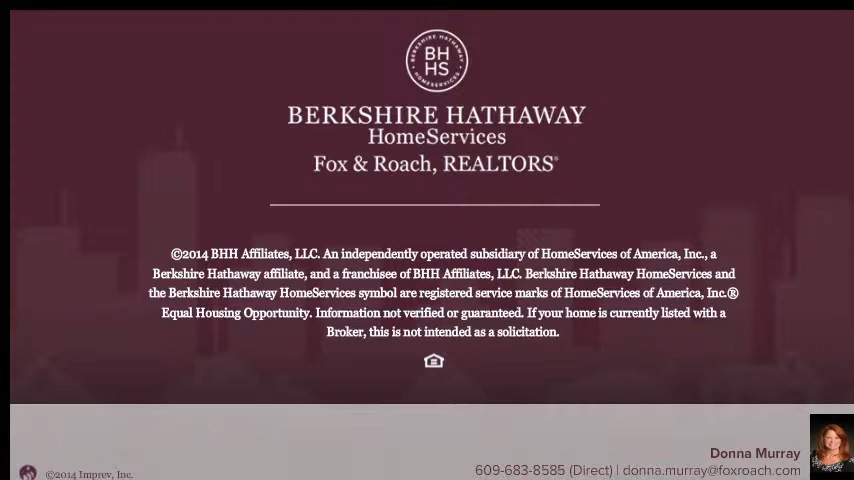 BERKSHIRE HATHAWAY
HOMESERVICES
BH
HS
BERKSHIRE HATHAWAY
HomeServices
Fox & Roach, REALTORS®
©2014 BHH Affiliates, LLC. An independently operated subsidiary of HomeServices of America, Inc., a
Berkshire Hathaway affiliate, and a franchisee of BHH Affiliates, LLC. Berkshire Hathaway HomeServices and
the Berkshire Hathaway HomeServices symbol are registered service marks of HomeServices of America, Inc.®
Equal Housing Opportunity. Information not verified or guaranteed. If your home is currently listed with a
Broker, this is not intended as a solicitation.
Donna Murray
609-683-8585 (Direct) | donna.murray@foxroach.com
©2014 Imprev, Inc.